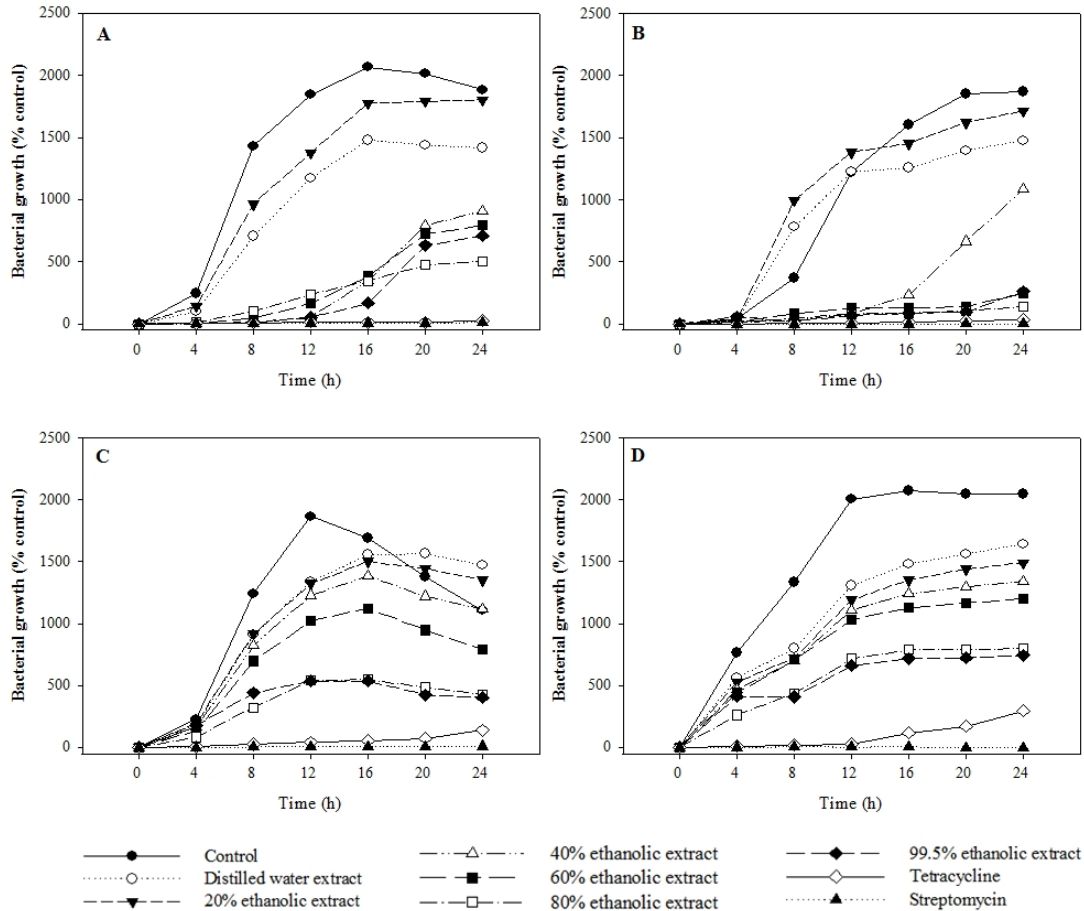 A
B
2500
2000
1500
1000
500
0
Bacterial growth (% control)
0 4 8 12 16 20 24
Time (h)
2500
2000
1500
1000
500
0
Bacterial growth (% control)
0 4 8 12 16 20 24
Time (h)
C
D
2500
2000
1500
1000
500
0
Bacterial growth (% control)
0 4 8 12 16 20 24
Time (h)
2500
2000
1500
1000
500
0
Bacterial growth (% control)
0 4 8 12 16 20 24
Time (h)
Control
Distilled water extract
20% ethanolic extract
40% ethanolic extract
60% ethanolic extract
80% ethanolic extract
99.5% ethanolic extract
Tetracycline
Streptomycin